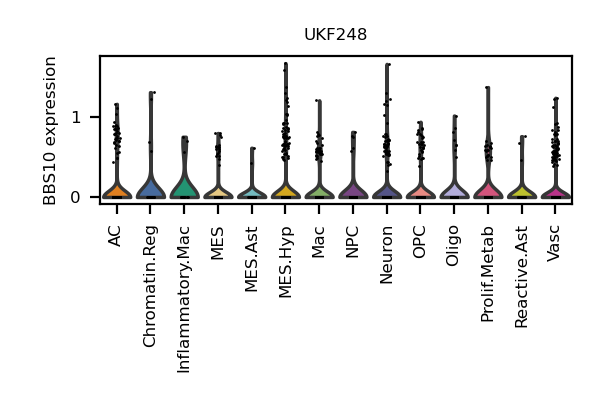 UKF248
BBS10 expression
1
0
AC
Chromatin.Reg
Inflammatory.Mac
MES
MES.Ast
MES.Hyp
Mac
NPC
Neuron
OPC
Oligo
Prolif.Metab
Reactive.Ast
Vasc